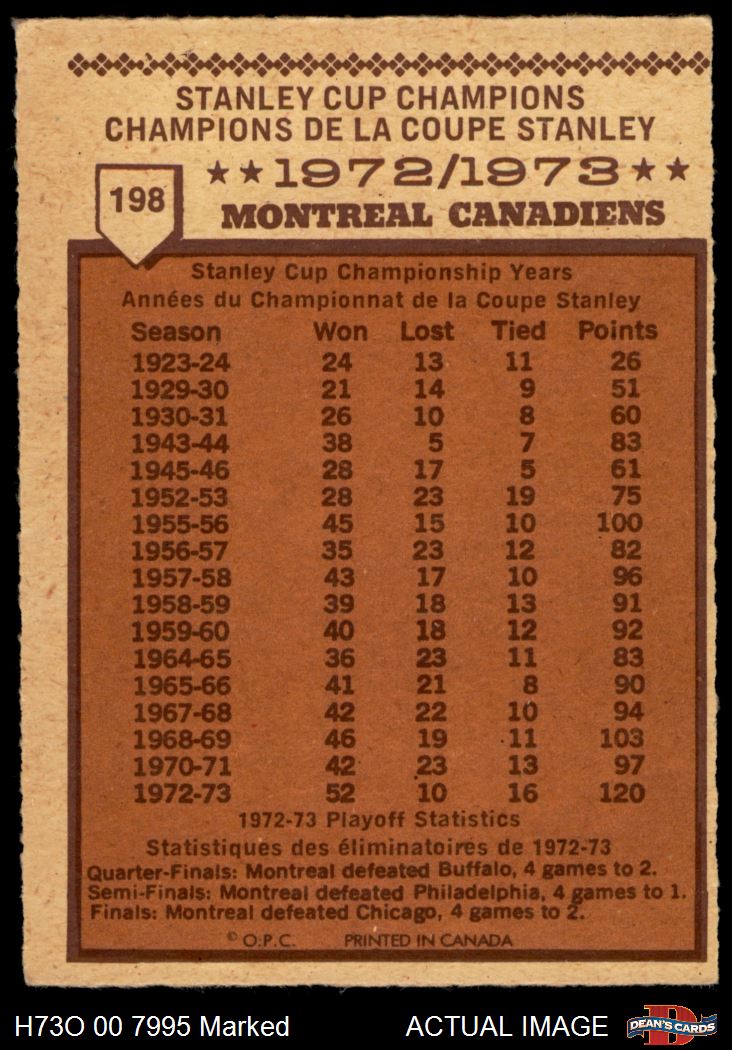 STANLEY CUP CHAMPIONS
CHAMPIONS DE LA COUPE STANLEY
★★1972/1973★★
198
MONTREAL CANADIENS
Stanley Cup Championship Years
Années du Championnat de la Coupe Stanley
Season Won Lost Tied Points
1923-24 24 13 11 26
1929-30 21 14 9 51
1930-31 26 10 8 60
1943-44 38 5 7 83
1945-46 28 17 5 61
1952-53 28 23 19 75
1955-56 45 15 10 100
1956-57 35 23 12 82
1957-58 43 17 10 96
1958-59 39 18 13 91
1959-60 40 18 12 92
1964-65 36 23 11 83
1965-66 41 21 8 90
1967-68 42 22 10 94
1968-69 46 19 11 103
1970-71 42 23 13 97
1972-73 52 10 16 120
1972-73 Playoff Statistics
Statistiques des éliminatoires de 1972-73
Quarter-Finals: Montreal defeated Buffalo, 4 games to 2.
Semi-Finals: Montreal defeated Philadelphia, 4 games to 1.
Finals: Montreal defeated Chicago, 4 games to 2.
© O.P.C. PRINTED IN CANADA
H73O 00 7995 Marked ACTUAL IMAGE DEAN'S CARDS